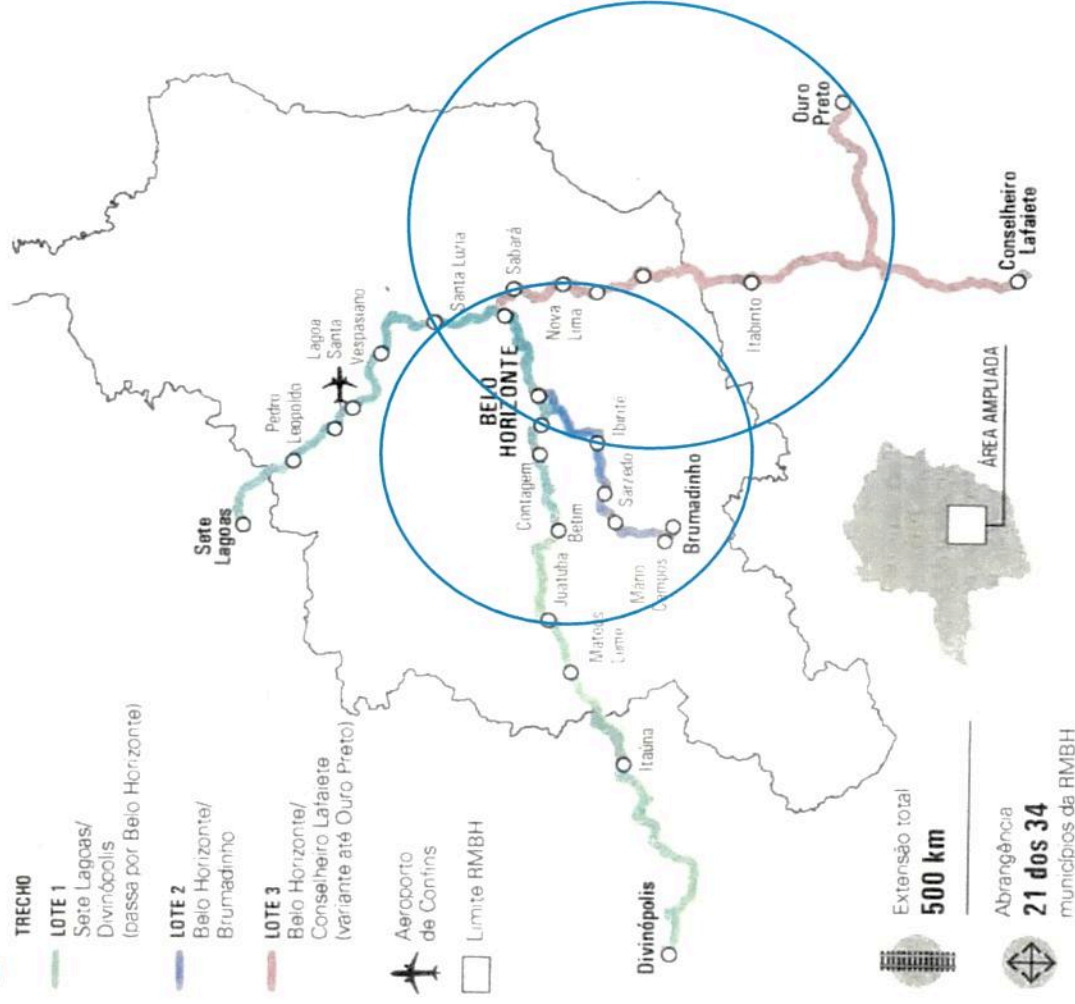 TRECHO
LOTE 1
Sete Lagoas/
Divinópolis
(passa por Belo Horizonte)
LOTE 2
Belo Horizonte/
Brumadinho
LOTE 3
Belo Horizonte/
Conselheiro Lafaiete
(variante até Ouro Preto)
Aeroporto
de Confins
Limite RMBH
Sete
Lagoas
Pedro
Leopoldo
Lagoa
Santa
Vespasiano
Santa Luzia
Sabará
Nova
Lima
BELO
HORIZONTE
Contagem
Betim
Juatuba
Mateus
Leme
Itaúna
Divinópolis
Ibirité
Sarzedo
Mário
Campos
Brumadinho
Itabirito
Ouro
Preto
Conselheiro
Lafaiete
ÁREA AMPLIADA
Extensão total
500 km
Abrangência
21 dos 34
municípios da RMBH